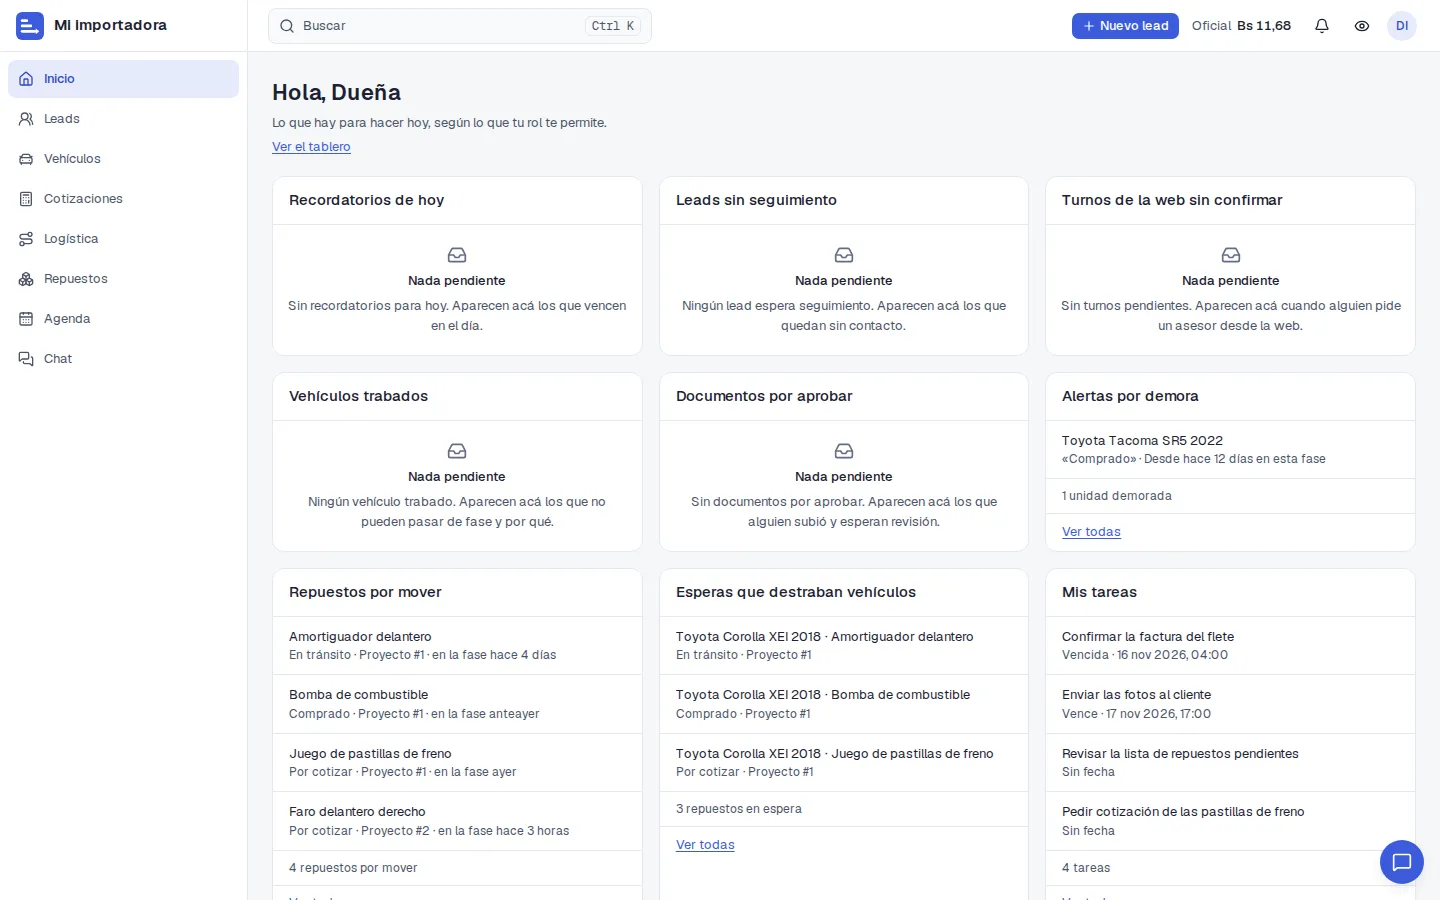 Mi Importadora
Buscar
Ctrl K
Nuevo lead
Oficial Bs 11,68
DI
Inicio
Leads
Vehículos
Cotizaciones
Logística
Repuestos
Agenda
Chat
Hola, Dueña
Lo que hay para hacer hoy, según lo que tu rol te permite.
Ver el tablero
Recordatorios de hoy
Nada pendiente
Sin recordatorios para hoy. Aparecen acá los que vencen
en el día.
Leads sin seguimiento
Nada pendiente
Ningún lead espera seguimiento. Aparecen acá los que
quedan sin contacto.
Turnos de la web sin confirmar
Nada pendiente
Sin turnos pendientes. Aparecen acá cuando alguien pide
un asesor desde la web.
Vehículos trabados
Nada pendiente
Ningún vehículo trabado. Aparecen acá los que no
pueden pasar de fase y por qué.
Documentos por aprobar
Nada pendiente
Sin documentos por aprobar. Aparecen acá los que
alguien subió y esperan revisión.
Alertas por demora
Toyota Tacoma SR5 2022
«Comprado» · Desde hace 12 días en esta fase
1 unidad demorada
Ver todas
Repuestos por mover
Amortiguador delantero
En tránsito · Proyecto #1 · en la fase hace 4 días
Bomba de combustible
Comprado · Proyecto #1 · en la fase anteayer
Juego de pastillas de freno
Por cotizar · Proyecto #1 · en la fase ayer
Faro delantero derecho
Por cotizar · Proyecto #2 · en la fase hace 3 horas
4 repuestos por mover
Esperas que destraban vehículos
Toyota Corolla XEI 2018 · Amortiguador delantero
En tránsito · Proyecto #1
Toyota Corolla XEI 2018 · Bomba de combustible
Comprado · Proyecto #1
Toyota Corolla XEI 2018 · Juego de pastillas de freno
Por cotizar · Proyecto #1
3 repuestos en espera
Ver todas
Mis tareas
Confirmar la factura del flete
Vencida · 16 nov 2026, 04:00
Enviar las fotos al cliente
Vence · 17 nov 2026, 17:00
Revisar la lista de repuestos pendientes
Sin fecha
Pedir cotización de las pastillas de freno
Sin fecha
4 tareas